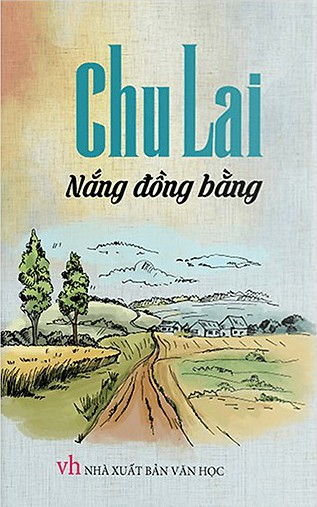 Chu Lai
Nắng đồng bằng
vh NHÀ XUẤT BẢN VĂN HỌC